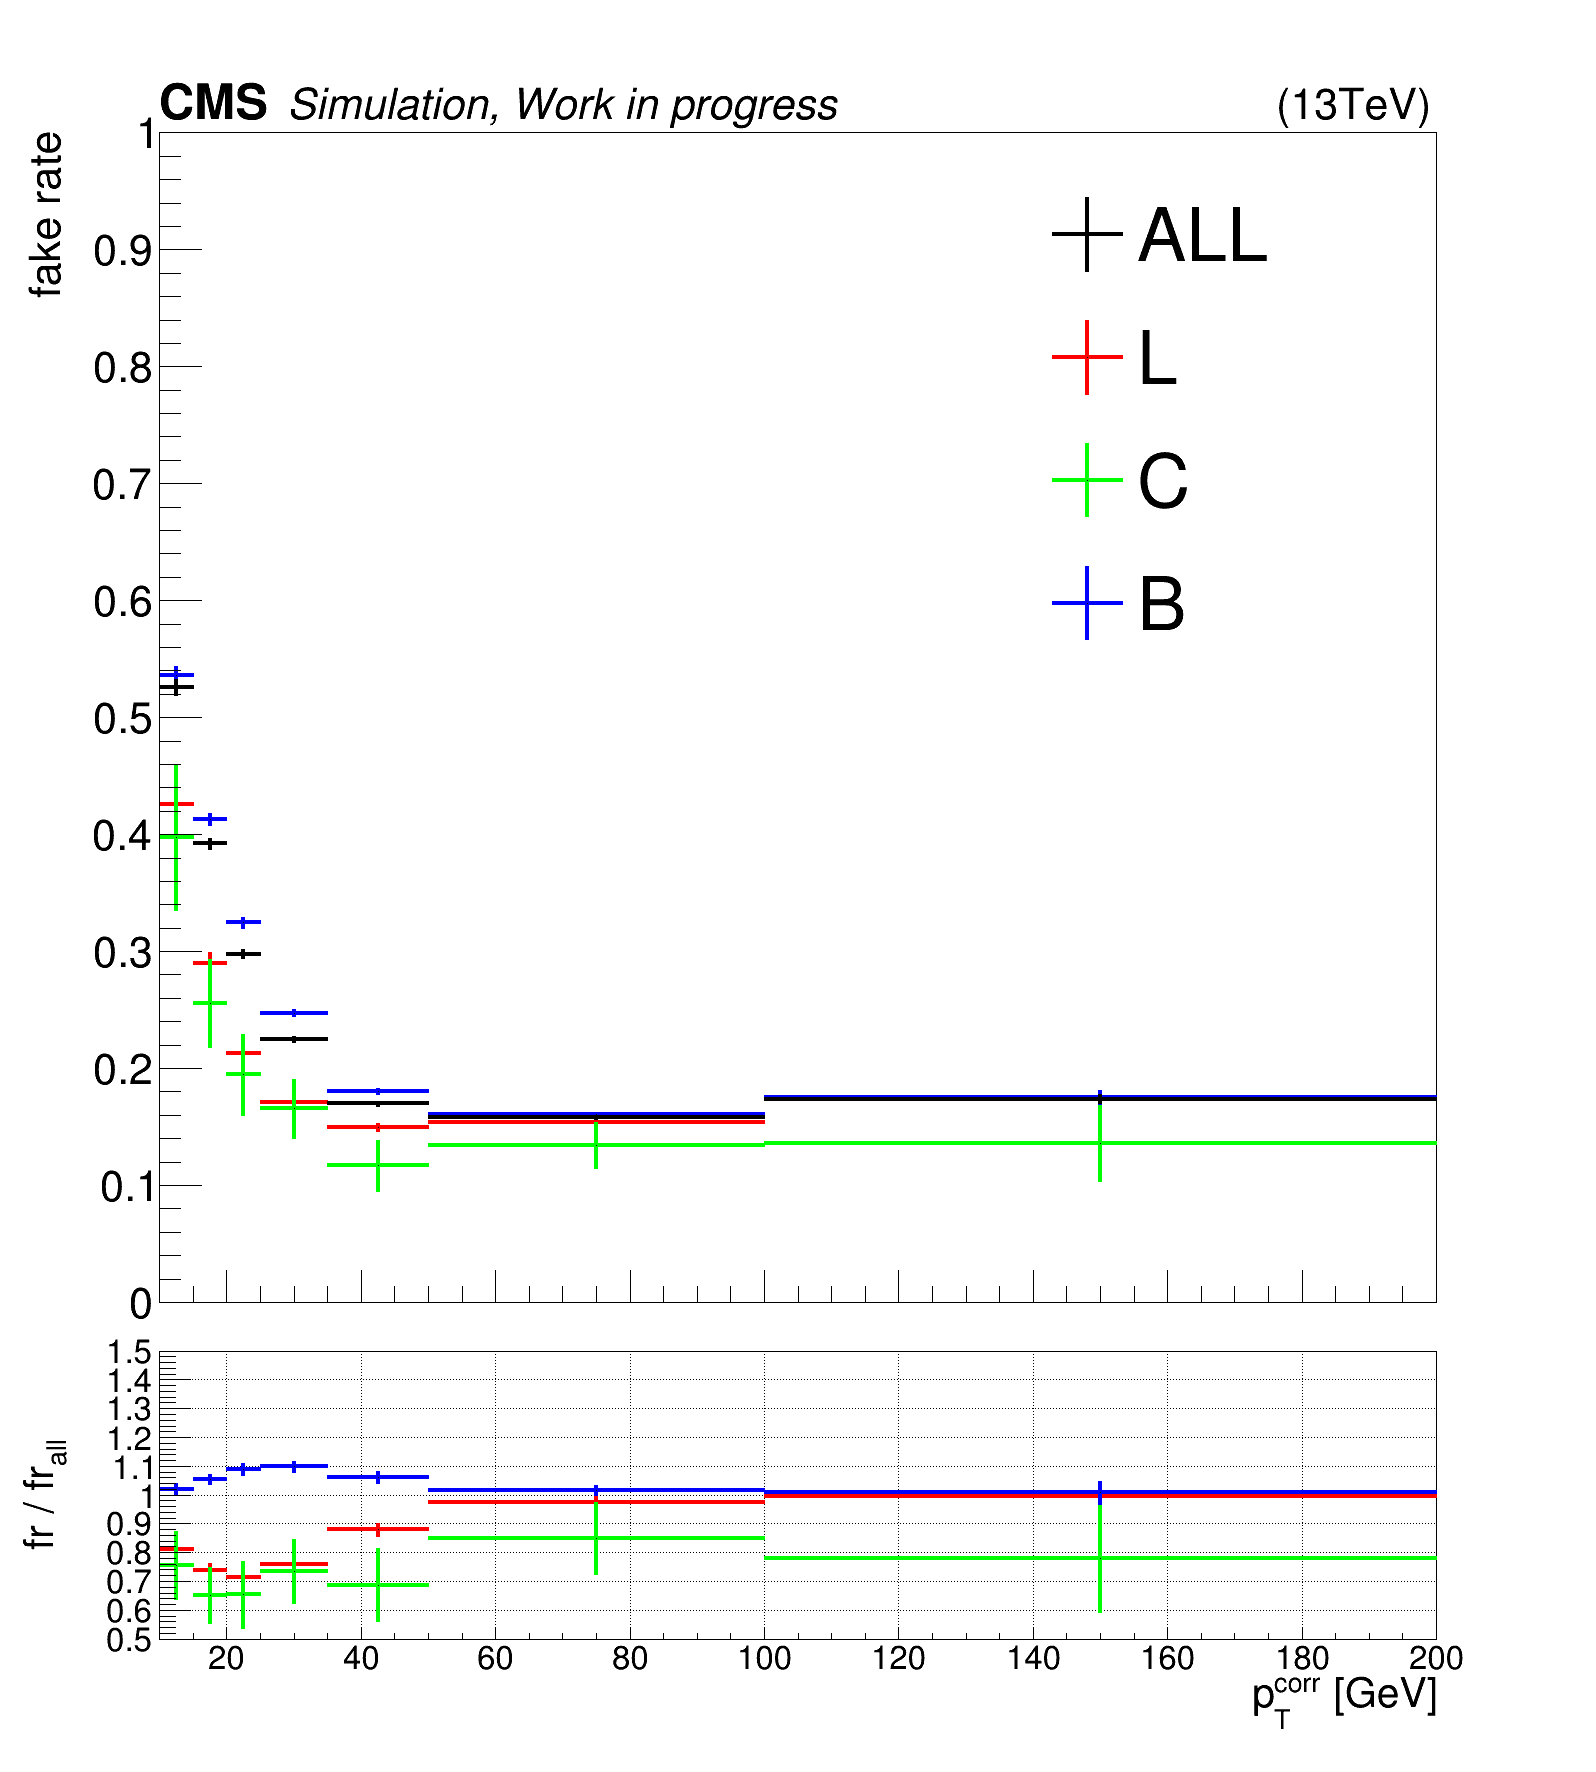 CMS Simulation, Work in progress (13TeV)
fake rate
1
0.9
0.8
0.7
0.6
0.5
0.4
0.3
0.2
0.1
0
ALL
L
C
B
fr / fr_all
1.5
1.4
1.3
1.2
1.1
1
0.9
0.8
0.7
0.6
0.5
20 40 60 80 100 120 140 160 180 200
p_T^corr [GeV]